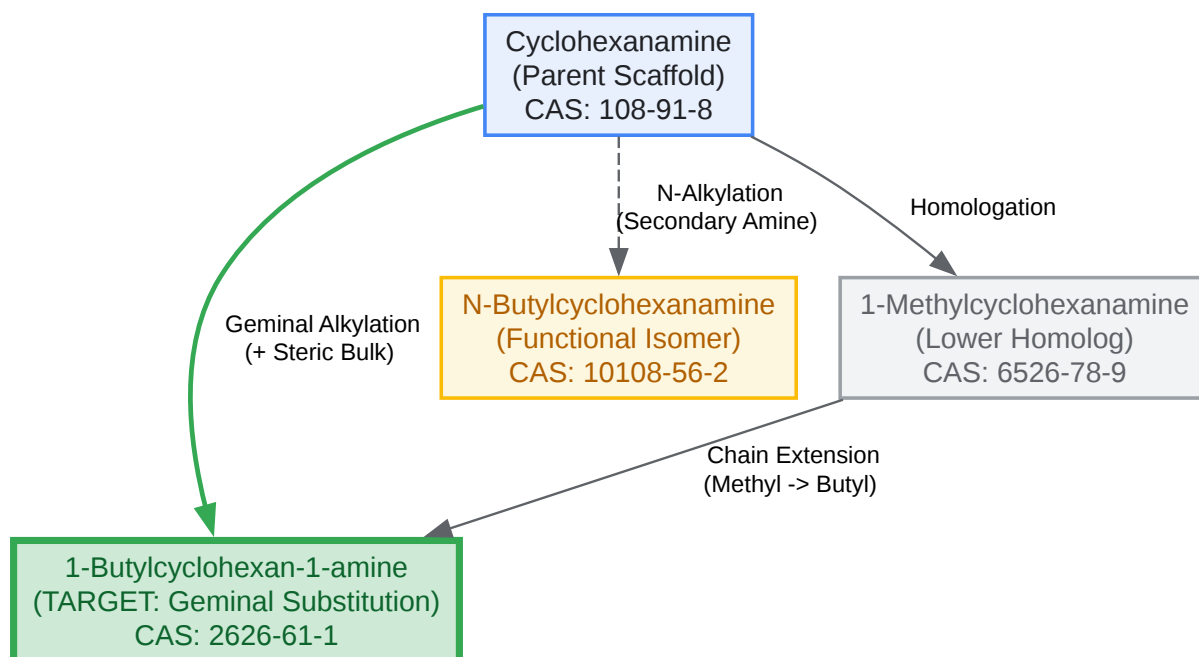 Cyclohexanamine
(Parent Scaffold)
CAS: 108-91-8
N-Alkylation
(Secondary Amine)
Homologation
N-Butylcyclohexanamine
(Functional Isomer)
CAS: 10108-56-2
1-Methylcyclohexanamine
(Lower Homolog)
CAS: 6526-78-9
Geminal Alkylation
(+ Steric Bulk)
Chain Extension
(Methyl -> Butyl)
1-Butylcyclohexan-1-amine
(TARGET: Geminal Substitution)
CAS: 2626-61-1